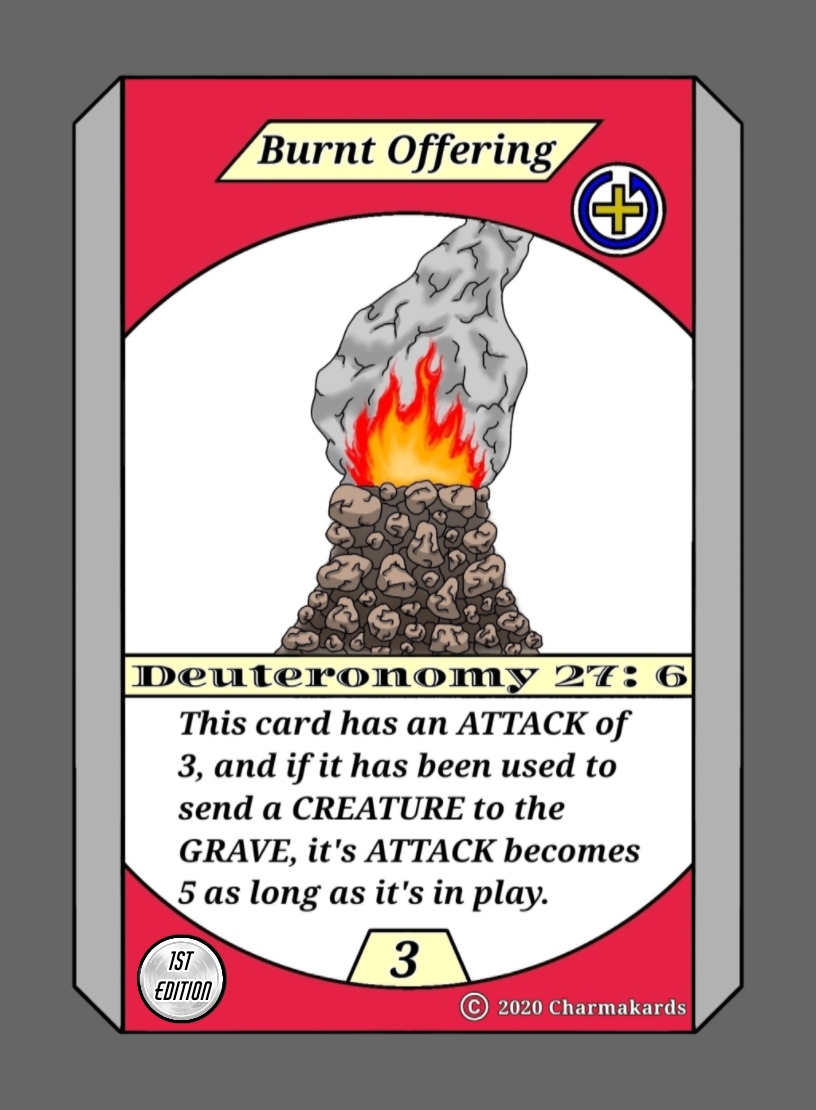 Burnt Offering
Deuteronomy 27: 6
This card has an ATTACK of
3, and if it has been used to
send a CREATURE to the
GRAVE, it's ATTACK becomes
5 as long as it's in play.
3
1ST
EDITION
© 2020 Charmakards